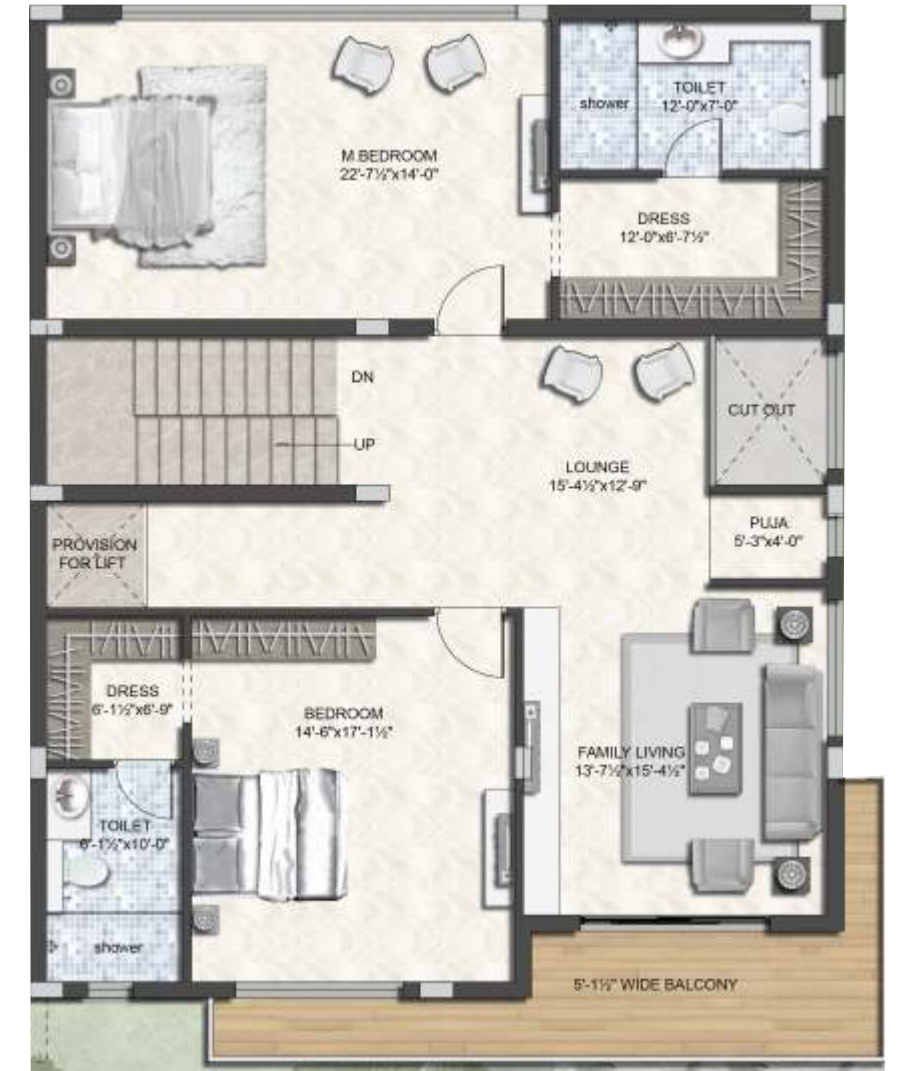 TOILET
12'-0"x7'-0"
shower
M.BEDROOM
22'-7½"x14'-0"
DRESS
12'-0"x6'-7½"
DN
UP
CUT OUT
LOUNGE
15'-4½"x12'-9"
PUJA
5'-3"x4'-0"
PROVISION
FOR LIFT
DRESS
6'-1½"x6'-9"
BEDROOM
14'-6"x17'-1½"
FAMILY LIVING
13'-7½"x15'-4½"
TOILET
6'-1½"x10'-0"
shower
5'-1½" WIDE BALCONY